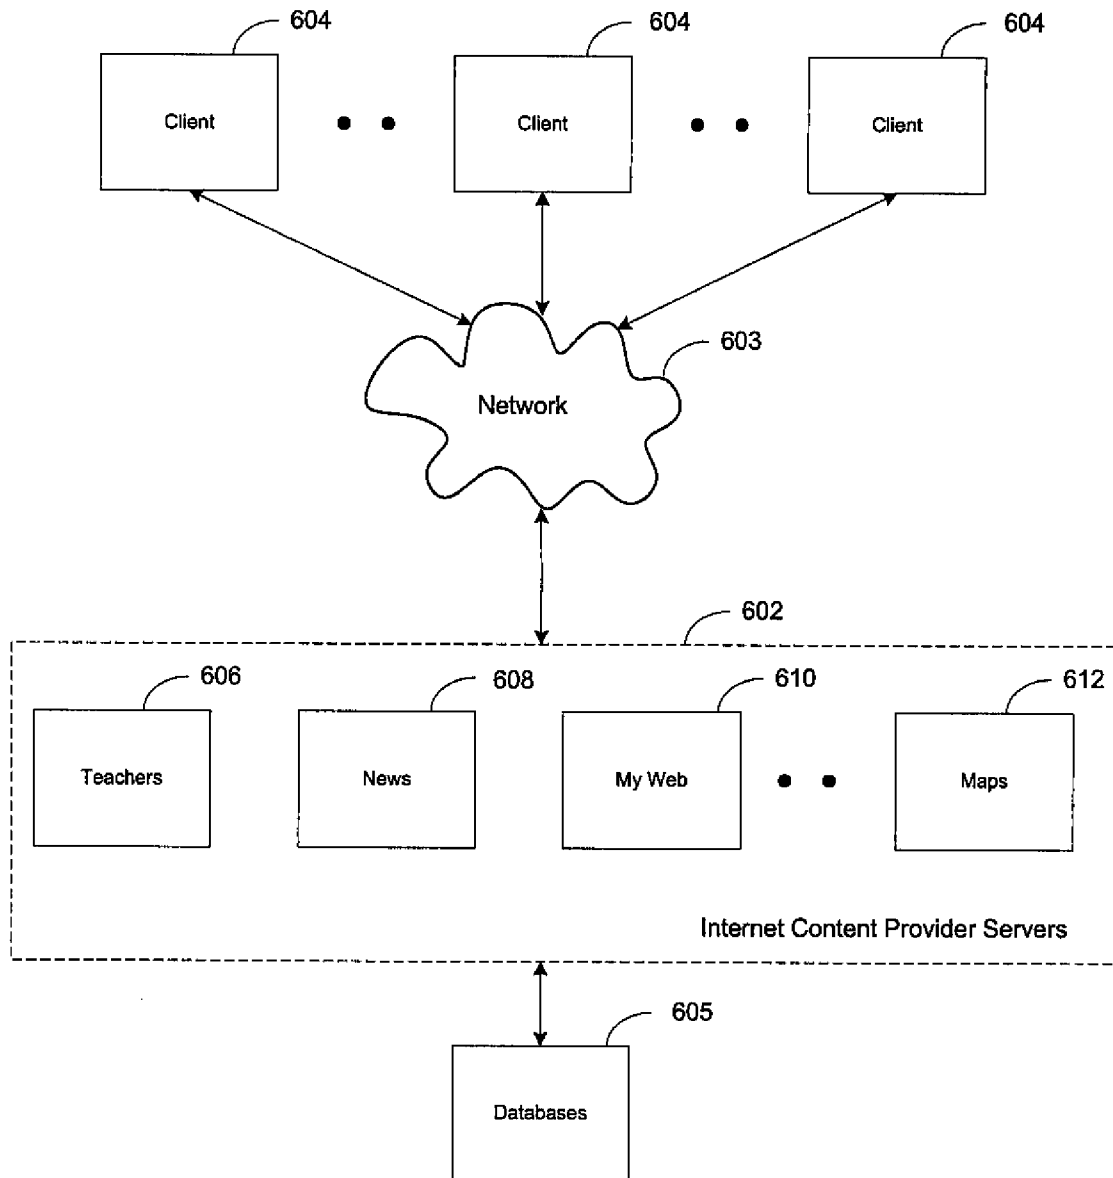 604
604
604
Client
Client
Client
603
Network
602
606
608
610
612
Teachers
News
My Web
Maps
Internet Content Provider Servers
605
Databases